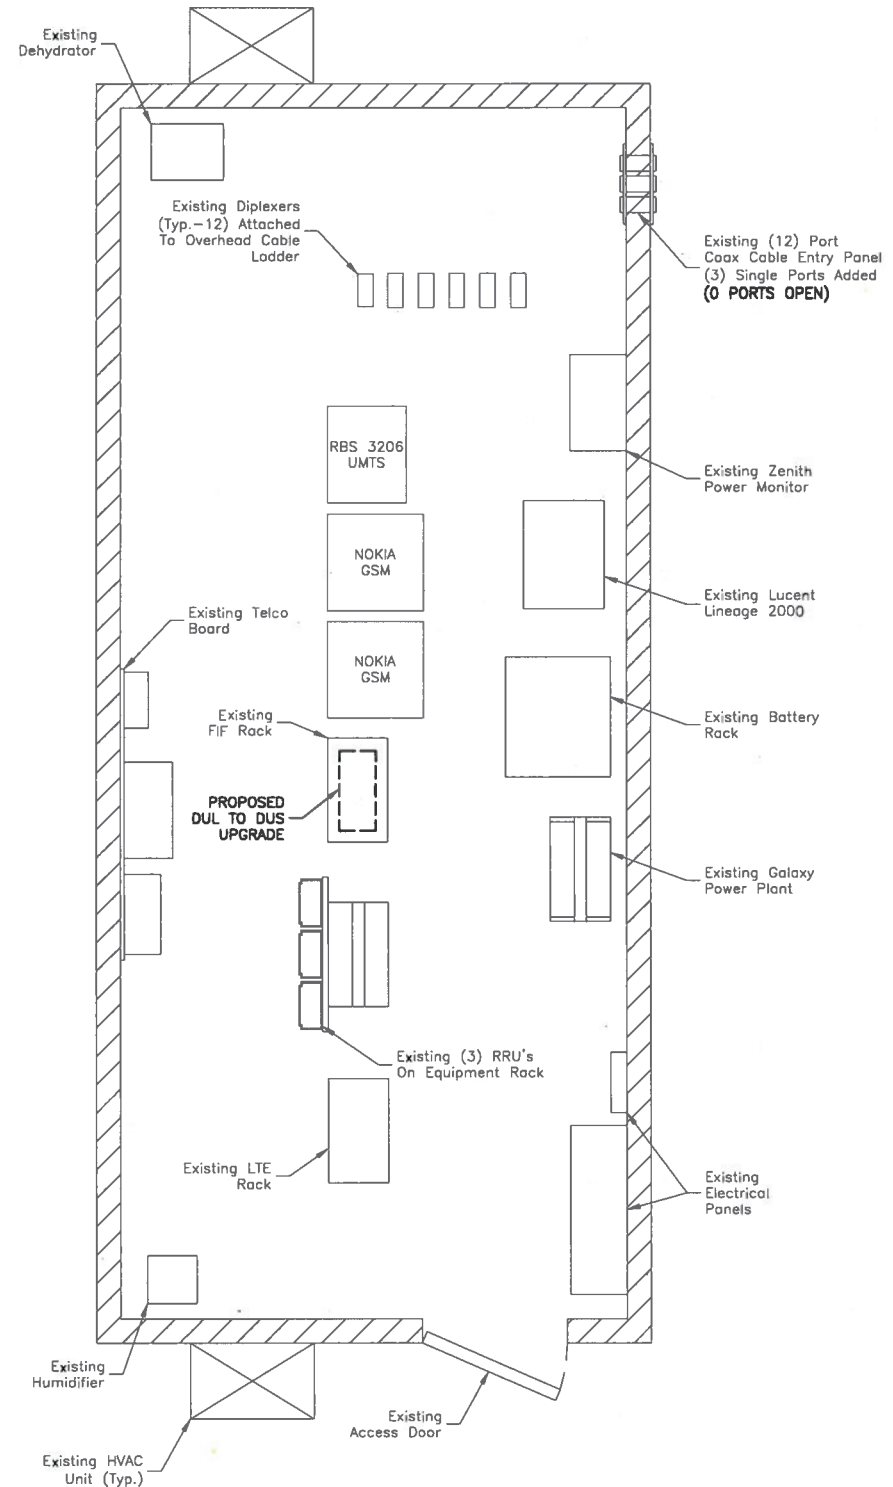 Existing
Dehydrator
Existing Diplexers
(Typ.-12) Attached
To Overhead Cable
Ladder
Existing (12) Port
Coax Cable Entry Panel
(3) Single Ports Added
(0 PORTS OPEN)
RBS 3206
UMTS
Existing Zenith
Power Monitor
NOKIA
GSM
Existing Lucent
Lineage 2000
Existing Telco
Board
NOKIA
GSM
Existing
FIF Rack
Existing Battery
Rack
PROPOSED
DUL TO DUS
UPGRADE
Existing Galaxy
Power Plant
Existing (3) RRU's
On Equipment Rack
Existing LTE
Rack
Existing
Electrical
Panels
Existing
Humidifier
Existing
Access Door
Existing HVAC
Unit (Typ.)